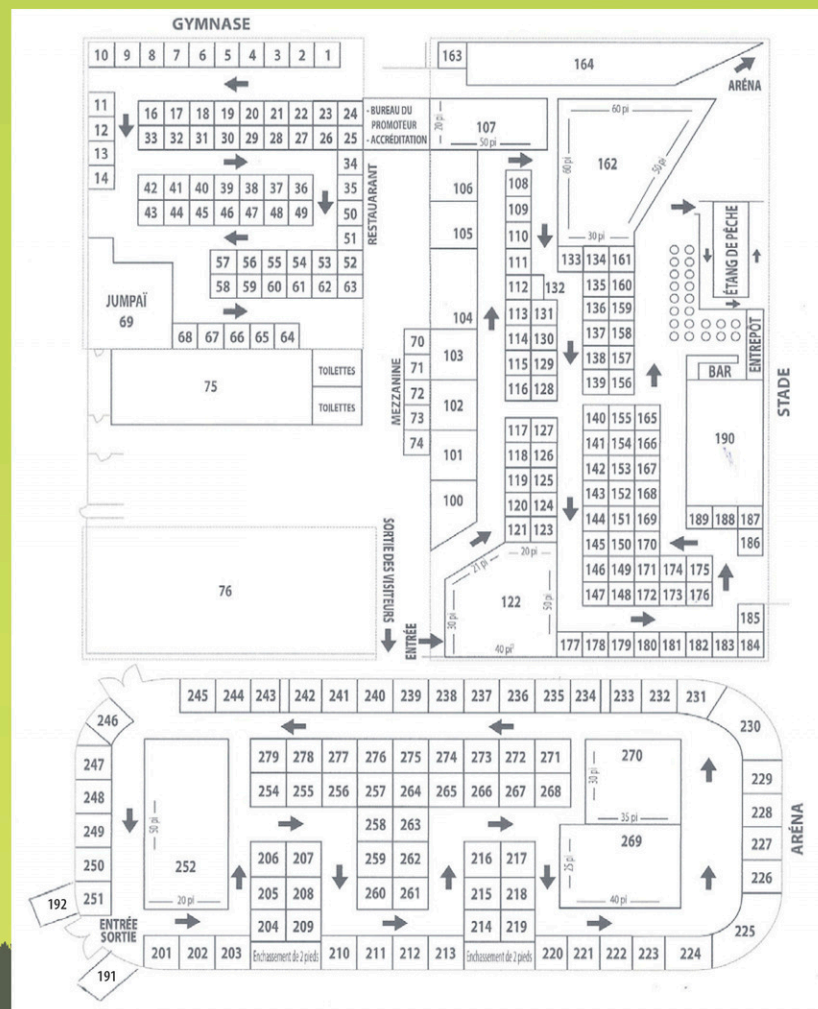 GYMNASE
10 9 8 7 6 5 4 3 2 1
11
12
13
14
16 17 18 19 20 21 22 23 24
33 32 31 30 29 28 27 26 25
- BUREAU DU
PROMOTEUR
- ACCRÉDITATION
34
35
50
51
42 41 40 39 38 37 36
43 44 45 46 47 48 49
RESTAUARANT
57 56 55 54 53 52
58 59 60 61 62 63
JUMPAÏ
69
68 67 66 65 64
75
TOILETTES
TOILETTES
76
SORTIE DES VISITEURS
ENTRÉE
MEZZANINE
70
71
72
73
74
163
164
ARÉNA
107
20 pi
50 pi
106
105
104
103
102
101
100
108
109
110
111
112 132
113 131
114 130
115 129
116 128
117 127
118 126
119 125
120 124
121 123
122
21 pi
20 pi
30 pi
50 pi
40 pi
162
60 pi
60 pi
50 pi
30 pi
133 134 161
135 160
136 159
137 158
138 157
139 156
140 155 165
141 154 166
142 153 167
143 152 168
144 151 169
145 150 170
146 149 171 174 175
147 148 172 173 176
ÉTANG DE PÊCHE
ENTREPÔT
BAR
190
STADE
189 188 187
186
185
177 178 179 180 181 182 183 184
245 244 243 242 241 240 239 238 237 236 235 234 233 232 231
230
246
247
248
249
250
251
192
191
ENTRÉE
SORTIE
252
50 pi
20 pi
279 278 277 276 275 274 273 272 271
254 255 256 257 264 265 266 267 268
258 263
259 262
260 261
206 207
205 208
204 209
216 217
215 218
214 219
270
30 pi
35 pi
269
25 pi
40 pi
229
228
227
226
225
ARÉNA
201 202 203 Enchassement de 2 pieds 210 211 212 213 Enchassement de 2 pieds 220 221 222 223 224